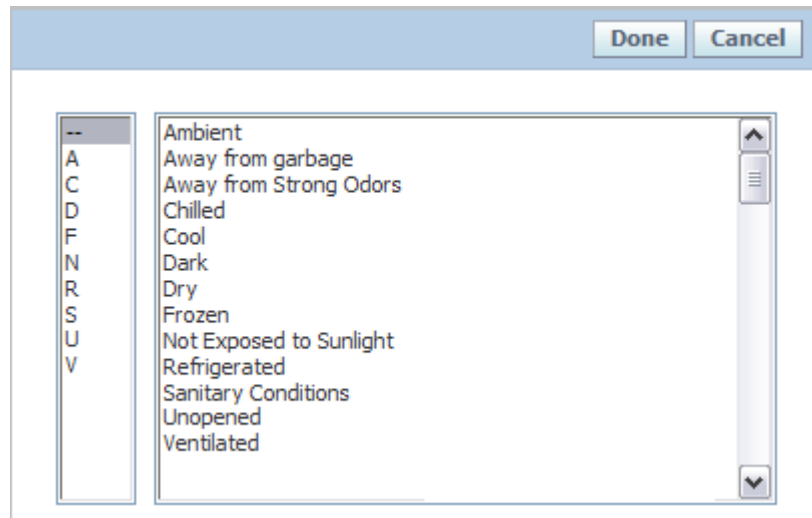 Done Cancel
--
A
C
D
F
N
R
S
U
V
Ambient
Away from garbage
Away from Strong Odors
Chilled
Cool
Dark
Dry
Frozen
Not Exposed to Sunlight
Refrigerated
Sanitary Conditions
Unopened
Ventilated